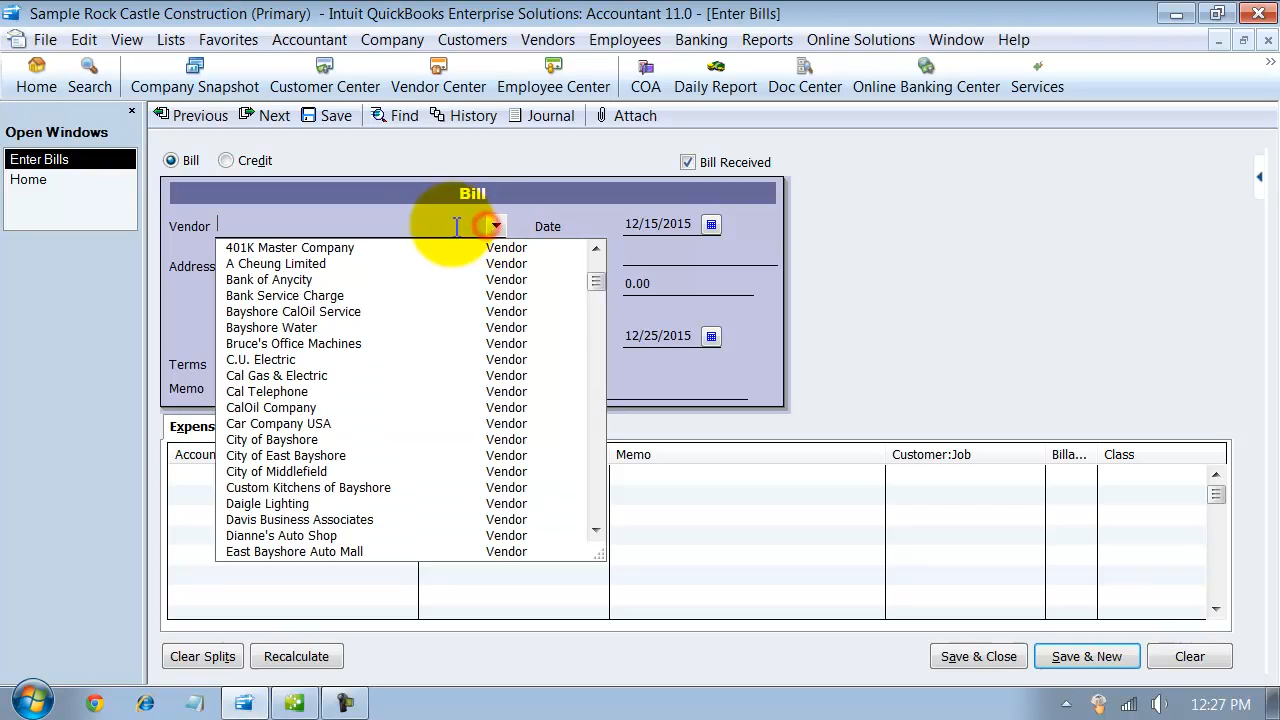 Sample Rock Castle Construction (Primary) - Intuit QuickBooks Enterprise Solutions: Accountant 11.0 - [Enter Bills]
File Edit View Lists Favorites Accountant Company Customers Vendors Employees Banking Reports Online Solutions Window Help
Home Search Company Snapshot Customer Center Vendor Center Employee Center COA Daily Report Doc Center Online Banking Center Services
Open Windows
Enter Bills
Home
Previous Next Save Find History Journal Attach
Bill Credit Bill Received
Bill
Vendor Date 12/15/2015
Address
0.00
12/25/2015
Terms
Memo
401K Master Company Vendor
A Cheung Limited Vendor
Bank of Anycity Vendor
Bank Service Charge Vendor
Bayshore CalOil Service Vendor
Bayshore Water Vendor
Bruce's Office Machines Vendor
C.U. Electric Vendor
Cal Gas & Electric Vendor
Cal Telephone Vendor
CalOil Company Vendor
Car Company USA Vendor
City of Bayshore Vendor
City of East Bayshore Vendor
City of Middlefield Vendor
Custom Kitchens of Bayshore Vendor
Daigle Lighting Vendor
Davis Business Associates Vendor
Dianne's Auto Shop Vendor
East Bayshore Auto Mall Vendor
Expens
Accoun Memo Customer:Job Billa... Class
Clear Splits Recalculate Save & Close Save & New Clear
12:27 PM